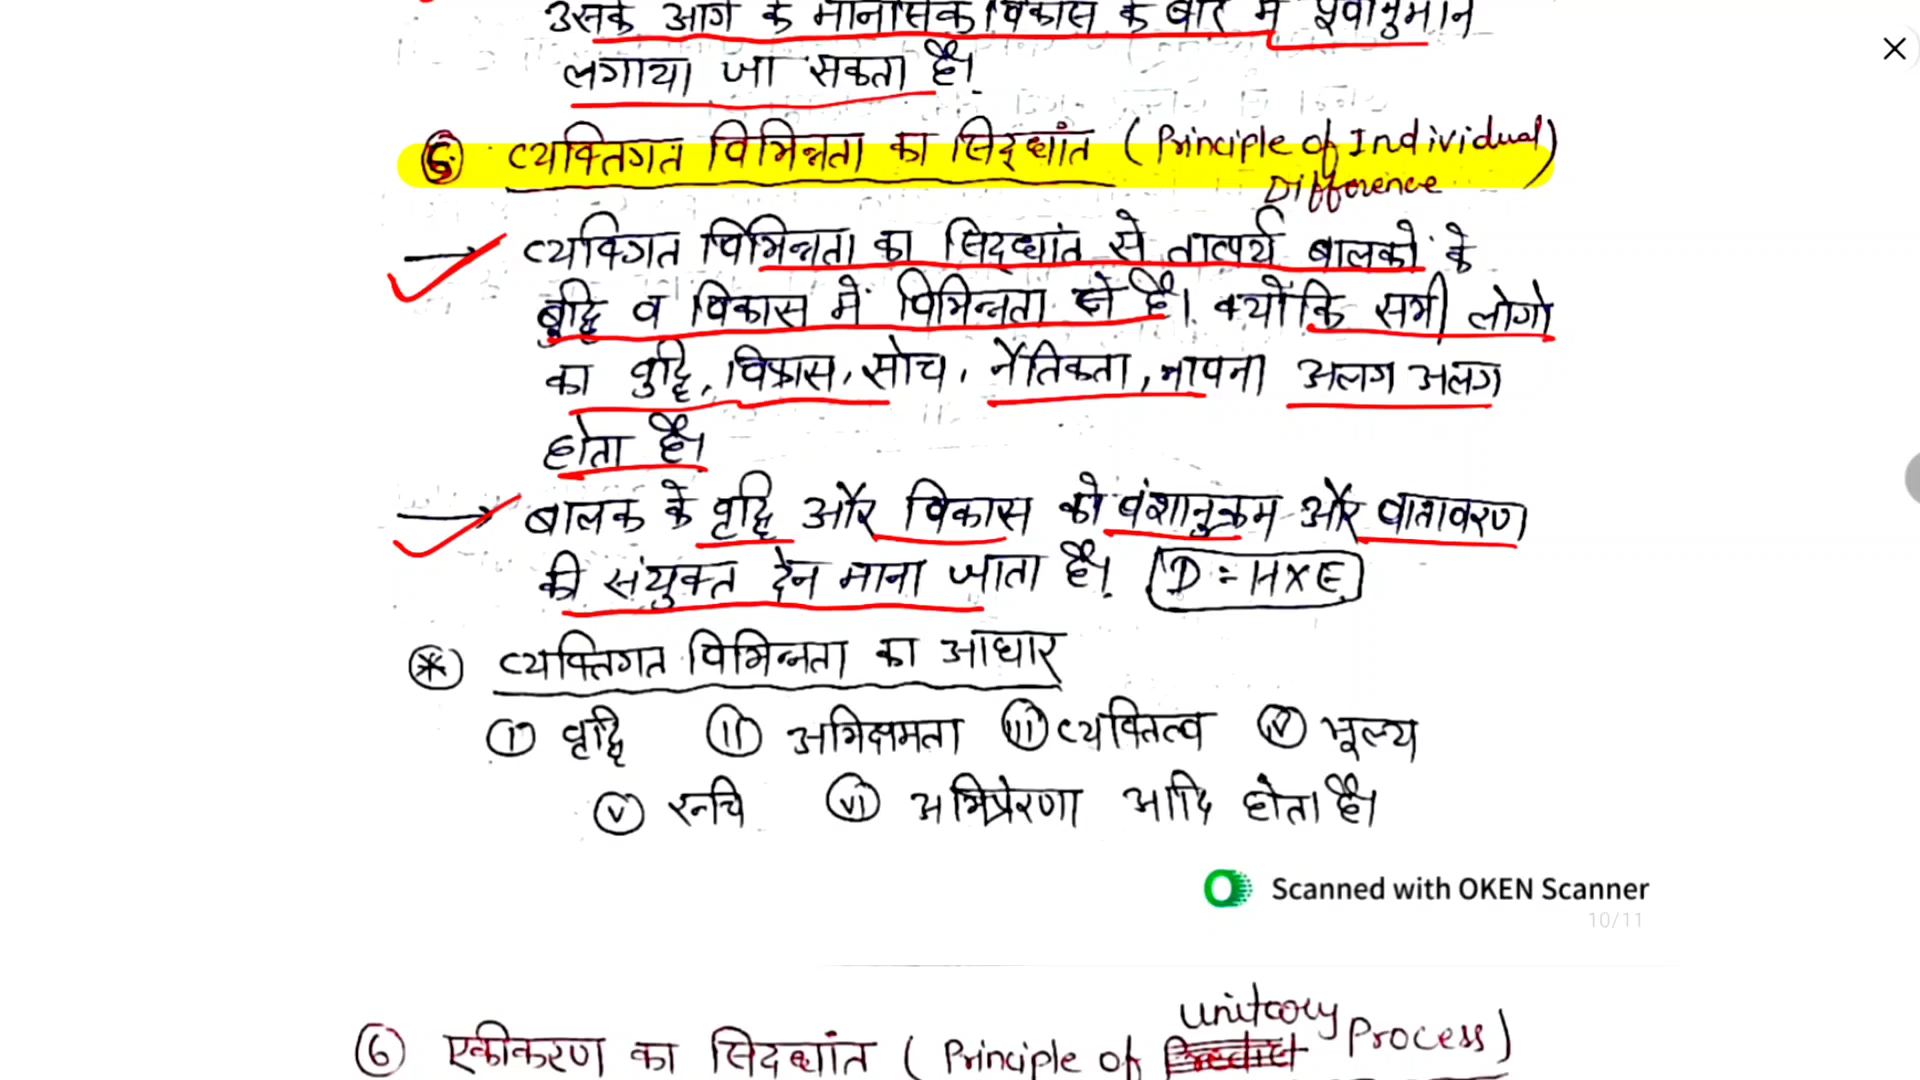 उसके आगे के मानसिक विकास के बारे में पूर्वानुमान
लगाया जा सकता है।
5. व्यक्तिगत विभिन्नता का सिद्धांत (Principle of Individual
Difference)
→ व्यक्तिगत विभिन्नता का सिद्धांत से तात्पर्य बालकों के
वृद्धि व विकास में विभिन्नता से है। क्योंकि सभी लोगो
का वृद्धि, विकास, सोच, नैतिकता, अलग अलग
होता है।
→ बालक के वृद्धि और विकास को वंशानुक्रम और वातावरण
की संयुक्त देन माना जाता है। D = H×E
* व्यक्तिगत विभिन्नता का आधार
i वृद्धि ii अभिक्षमता iii व्यक्तित्व iv मूल्य
v रूचि vi अभिप्रेरणा आदि होता है।
Scanned with OKEN Scanner
10/11
unitary
6 एकीकरण का सिद्धांत (Principle of Process)